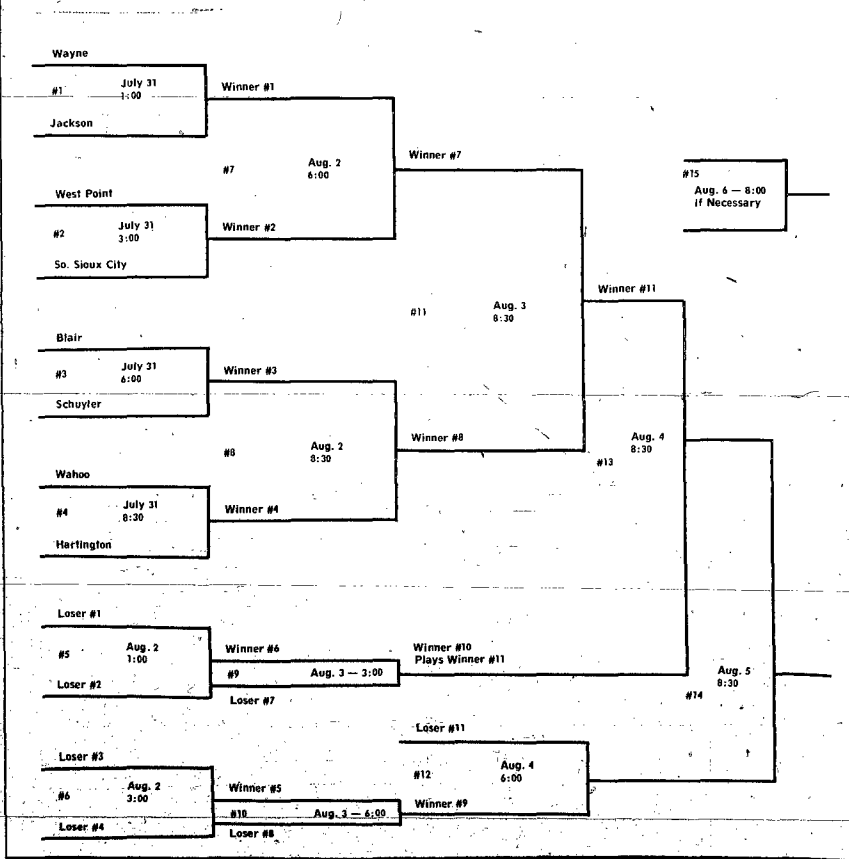 Wayne
#1 July 31
1:00
Winner #1
Jackson
#7 Aug. 2
6:00
Winner #7
West Point
#2 July 31
3:00
Winner #2
So. Sioux City
#15
Aug. 6 — 8:00
If Necessary
#11 Aug. 3
8:30
Winner #11
Blair
#3 July 31
6:00
Winner #3
Schuyler
#8 Aug. 2
8:30
Winner #8
Wahoo
#4 July 31
8:30
Winner #4
Hartington
#13 Aug. 4
8:30
Loser #1
#5 Aug. 2
1:00
Loser #2
Winner #6
#9 Aug. 3 — 3:00
Loser #7
Winner #10
Plays Winner #11
#14 Aug. 5
8:30
Loser #3
#6 Aug. 2
3:00
Loser #4
Winner #5
#10 Aug. 3 — 6:00
Loser #8
Loser #11
#12 Aug. 4
6:00
Winner #9